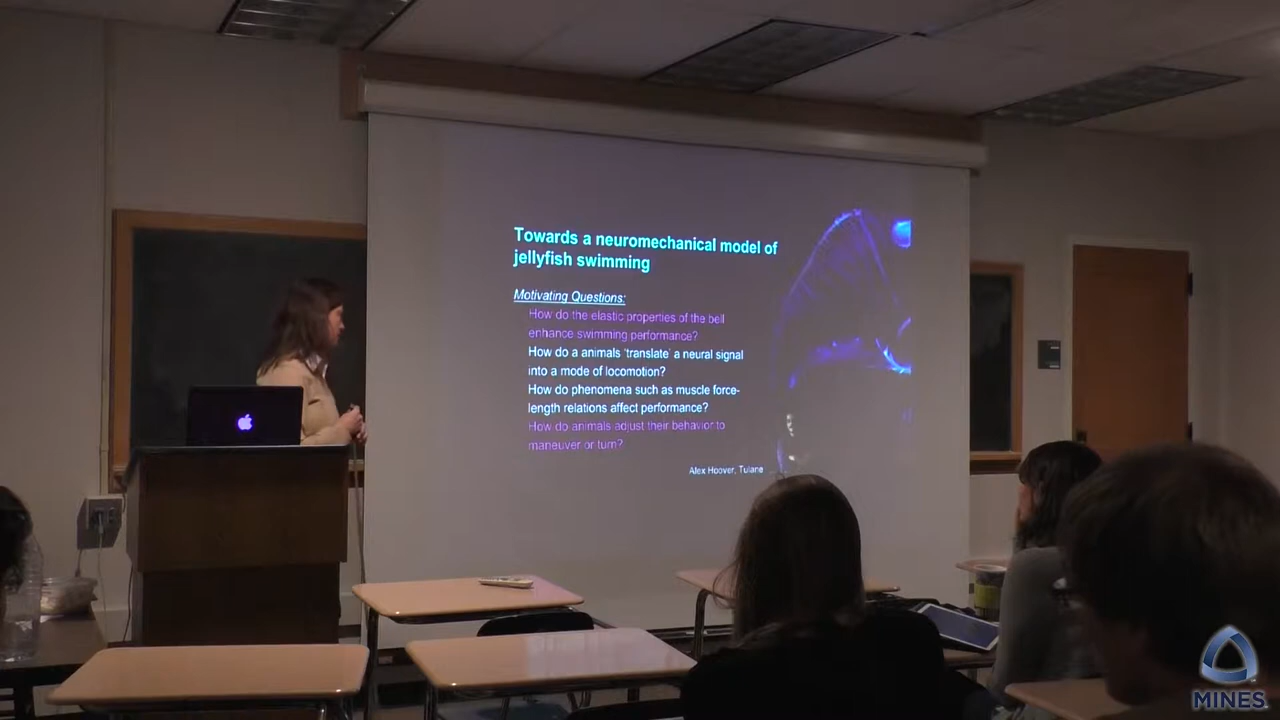 Towards a neuromechanical model of
jellyfish swimming
Motivating Questions:
How do the elastic properties of the bell
enhance swimming performance?
How do a animals 'translate' a neural signal
into a mode of locomotion?
How do phenomena such as muscle force-
length relations affect performance?
How do animals adjust their behavior to
maneuver or turn?
Alex Hoover, Tulane
MINES